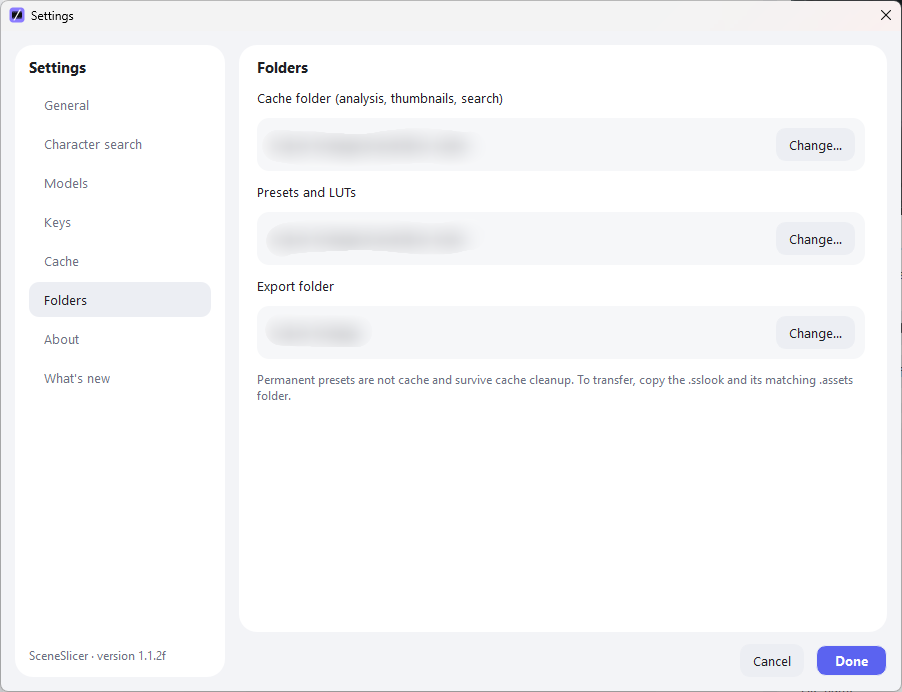 Settings
Settings
General
Character search
Models
Keys
Cache
Folders
About
What's new
SceneSlicer · version 1.1.2f
Folders
Cache folder (analysis, thumbnails, search)
Change...
Presets and LUTs
Change...
Export folder
Change...
Permanent presets are not cache and survive cache cleanup. To transfer, copy the .sslook and its matching .assets
folder.
Cancel
Done